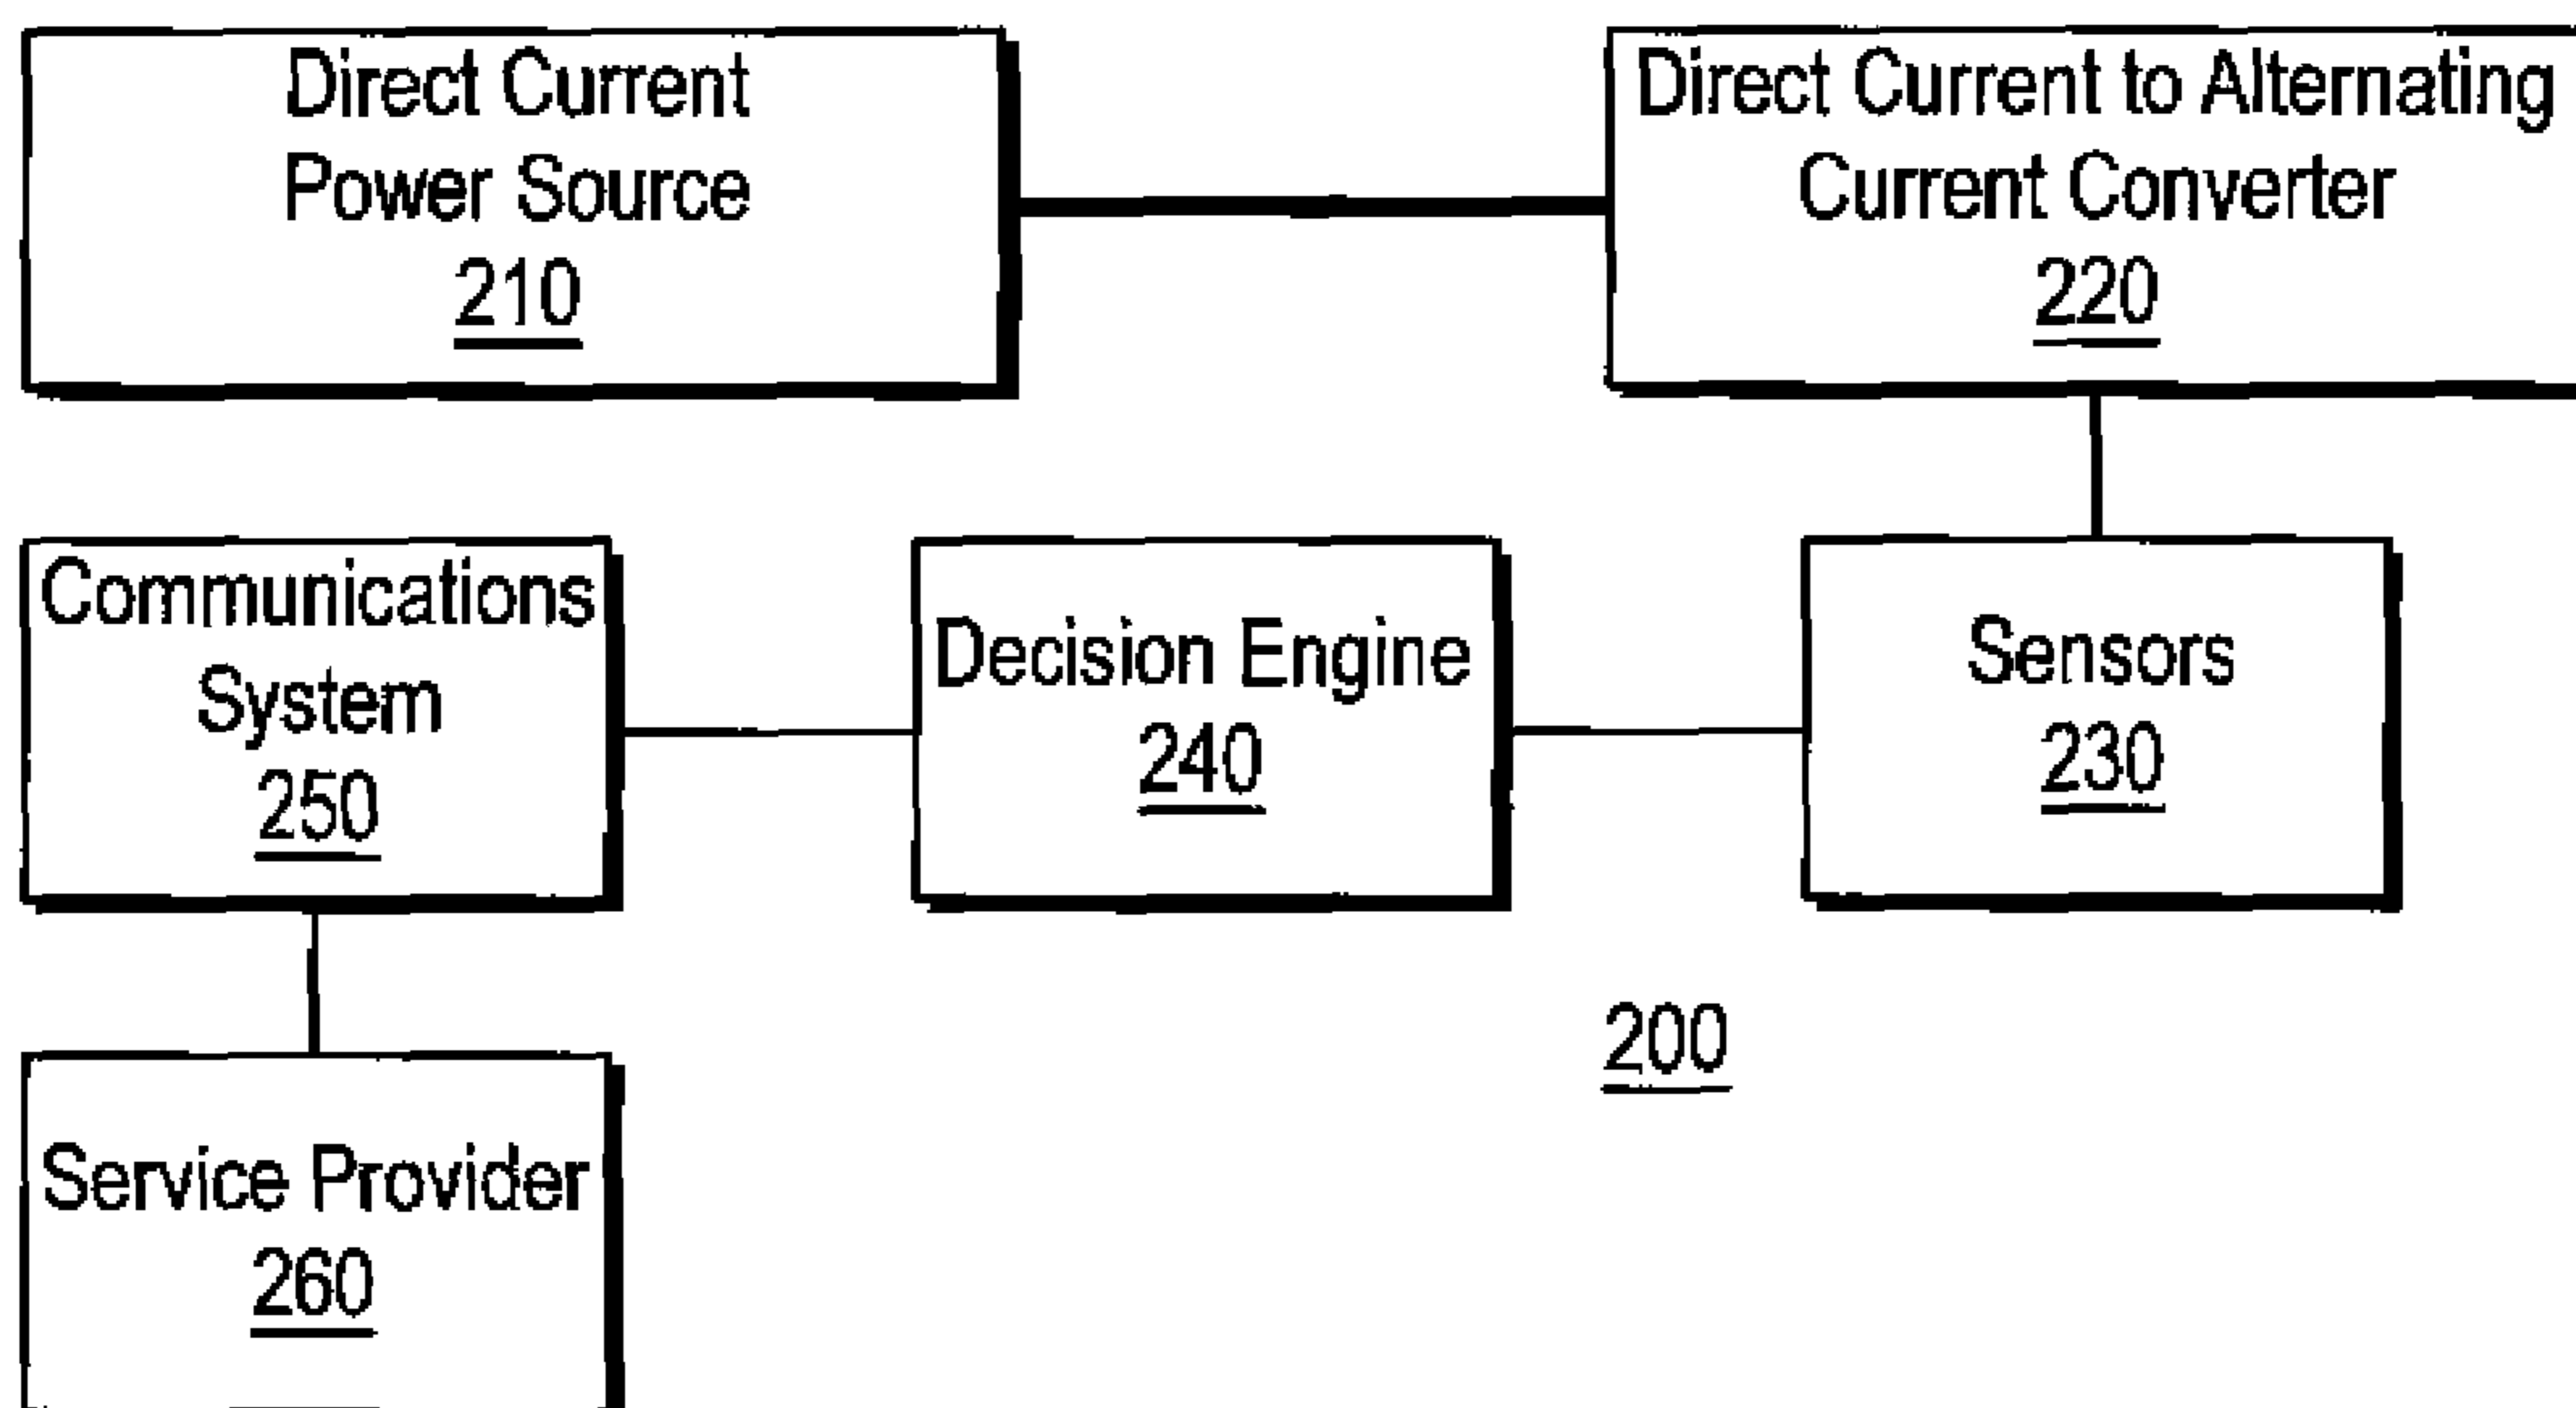 Direct Current
Power Source
210
Direct Current to Alternating
Current Converter
220
Communications
System
250
Decision Engine
240
Sensors
230
200
Service Provider
260